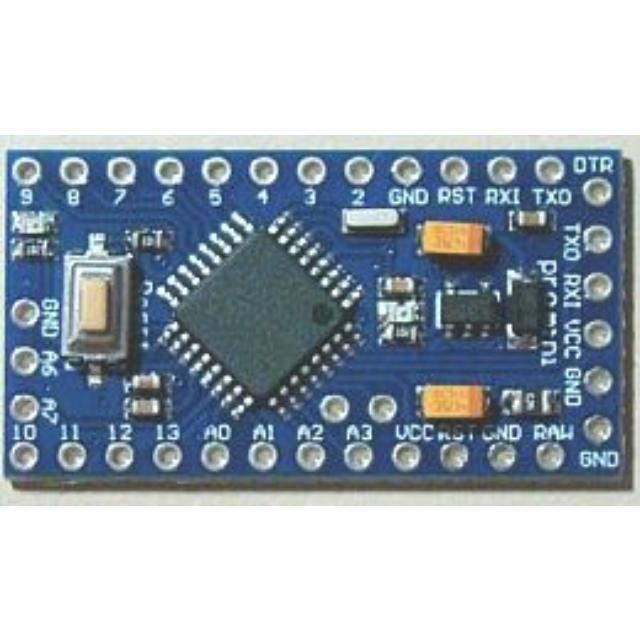 DTR
9 8 7 6 5 4 3 2 GND RST RXI TXO
TXO
RXI
VCC
GND
GND
promini
GND
A6
A7
10 11 12 13 A0 A1 A2 A3 VCC RST GND RAW